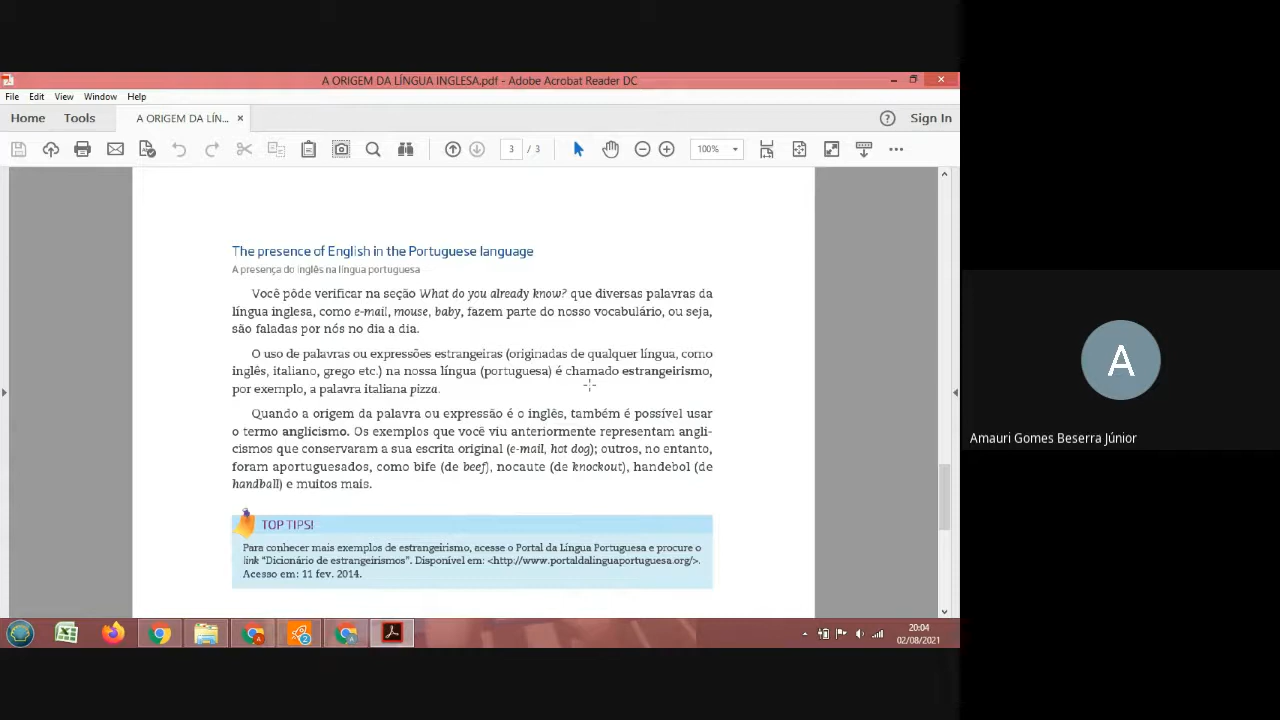 A ORIGEM DA LÍNGUA INGLESA.pdf - Adobe Acrobat Reader DC
File Edit View Window Help
Home Tools A ORIGEM DA LÍN... × Sign In
3 / 3 100%
The presence of English in the Portuguese language
A presença do inglês na língua portuguesa
Você pôde verificar na seção What do you already know? que diversas palavras da
língua inglesa, como e-mail, mouse, baby, fazem parte do nosso vocabulário, ou seja,
são faladas por nós no dia a dia.
O uso de palavras ou expressões estrangeiras (originadas de qualquer língua, como
inglês, italiano, grego etc.) na nossa língua (portuguesa) é chamado estrangeirismo,
por exemplo, a palavra italiana pizza.
Quando a origem da palavra ou expressão é o inglês, também é possível usar
o termo anglicismo. Os exemplos que você viu anteriormente representam angli-
cismos que conservaram a sua escrita original (e-mail, hot dog); outros, no entanto,
foram aportuguesados, como bife (de beef), nocaute (de knockout), handebol (de
handball) e muitos mais.
TOP TIPS!
Para conhecer mais exemplos de estrangeirismo, acesse o Portal da Língua Portuguesa e procure o
link “Dicionário de estrangeirismos”. Disponível em: <http://www.portaldalinguaportuguesa.org/>.
Acesso em: 11 fev. 2014.
A
Amauri Gomes Beserra Júnior
20:04
02/08/2021